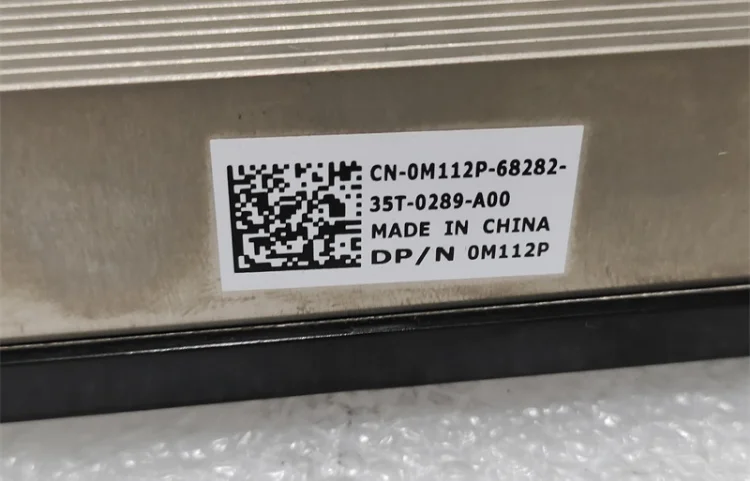 CN-0M112P-68282-
35T-0289-A00
MADE IN CHINA
DP/N 0M112P